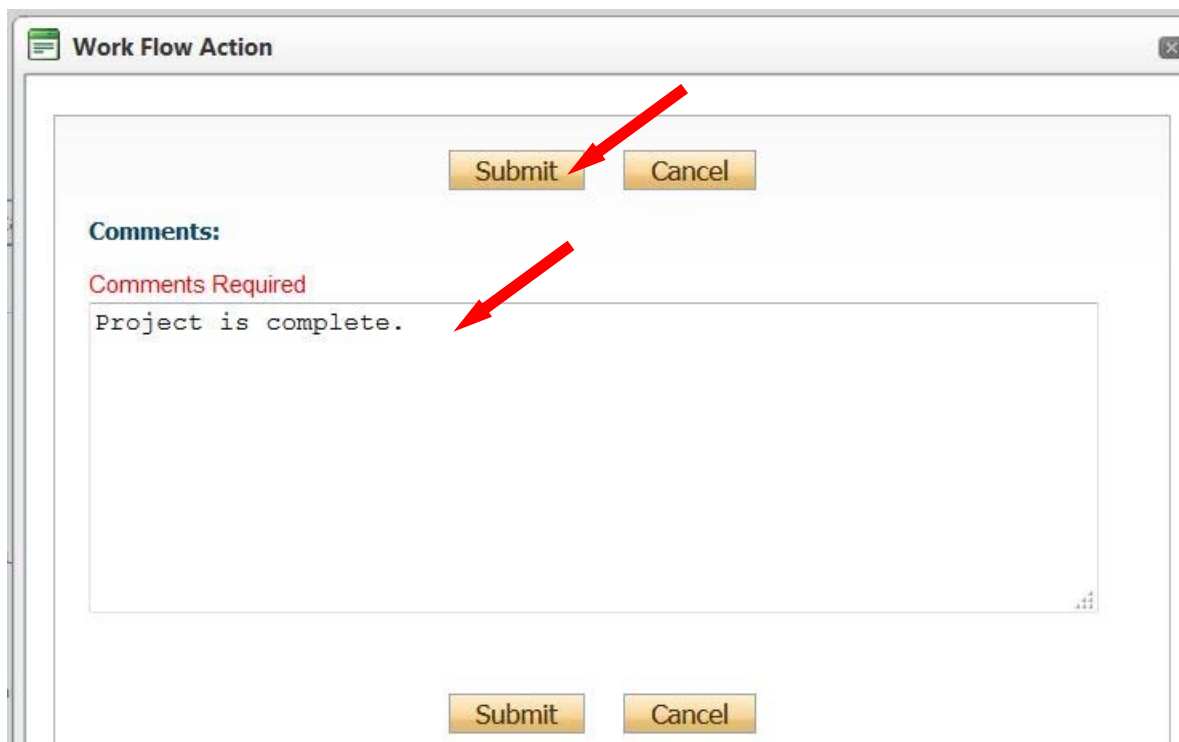 Work Flow Action
Submit Cancel
Comments:
Comments Required
Project is complete.
Submit Cancel